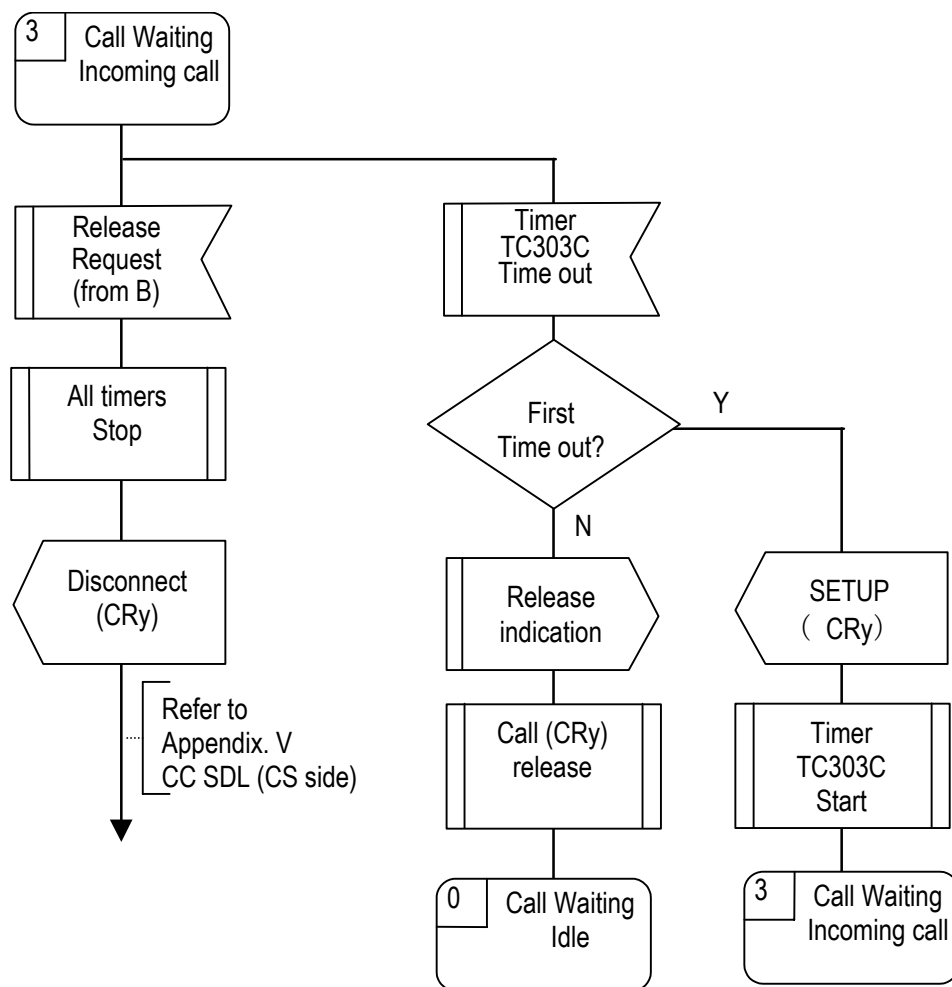 3
Call Waiting
Incoming call
Release
Request
(from B)
Timer
TC303C
Time out
All timers
Stop
First
Time out?
Y
N
Disconnect
(CRy)
Release
indication
SETUP
( CRy)
Refer to
Appendix. V
CC SDL (CS side)
Call (CRy)
release
Timer
TC303C
Start
0
Call Waiting
Idle
3
Call Waiting
Incoming call